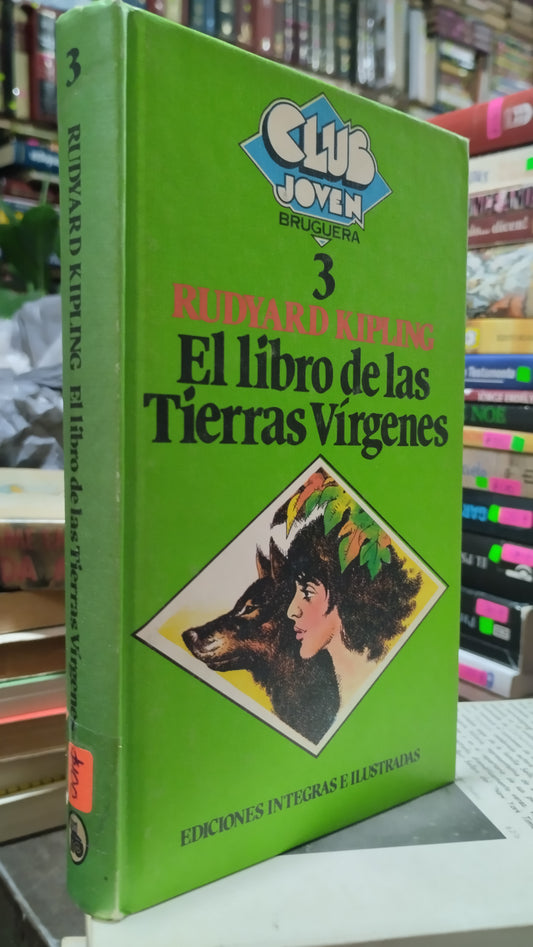 CLUB
JOVEN
BRUGUERA
3
RUDYARD KIPLING
El libro de las
Tierras Vírgenes
EDICIONES INTEGRAS E ILUSTRADAS
3
RUDYARD KIPLING El libro de las Tierras Vírgenes